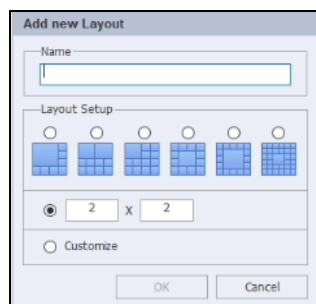 Add new Layout
Name
Layout Setup
2 X 2
Customize
OK Cancel